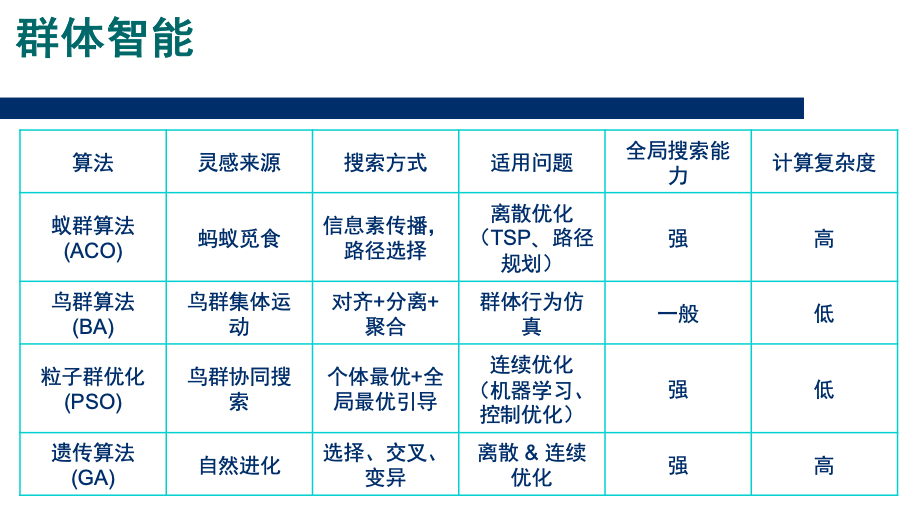 群体智能
算法
灵感来源
搜索方式
适用问题
全局搜索能
力
计算复杂度
蚁群算法
(ACO)
蚂蚁觅食
信息素传播，
路径选择
离散优化
（TSP、路径
规划）
强
高
鸟群算法
(BA)
鸟群集体运
动
对齐+分离+
聚合
群体行为仿
真
一般
低
粒子群优化
(PSO)
鸟群协同搜
索
个体最优+全
局最优引导
连续优化
（机器学习、
控制优化）
强
低
遗传算法
(GA)
自然进化
选择、交叉、
变异
离散 & 连续
优化
强
高